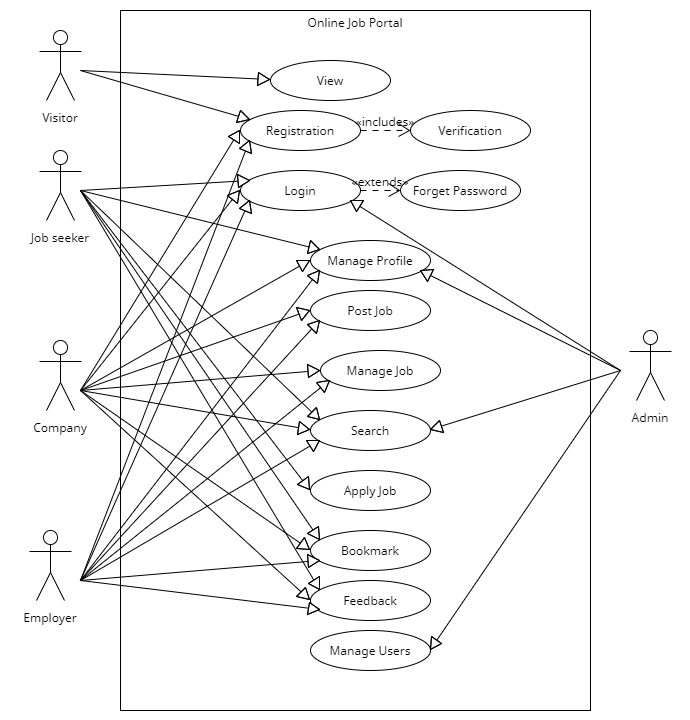 Online Job Portal
View
Visitor
Registration
«includes»
Verification
Login
«extends»
Forget Password
Job seeker
Manage Profile
Post Job
Manage Job
Admin
Company
Search
Apply Job
Bookmark
Feedback
Employer
Manage Users